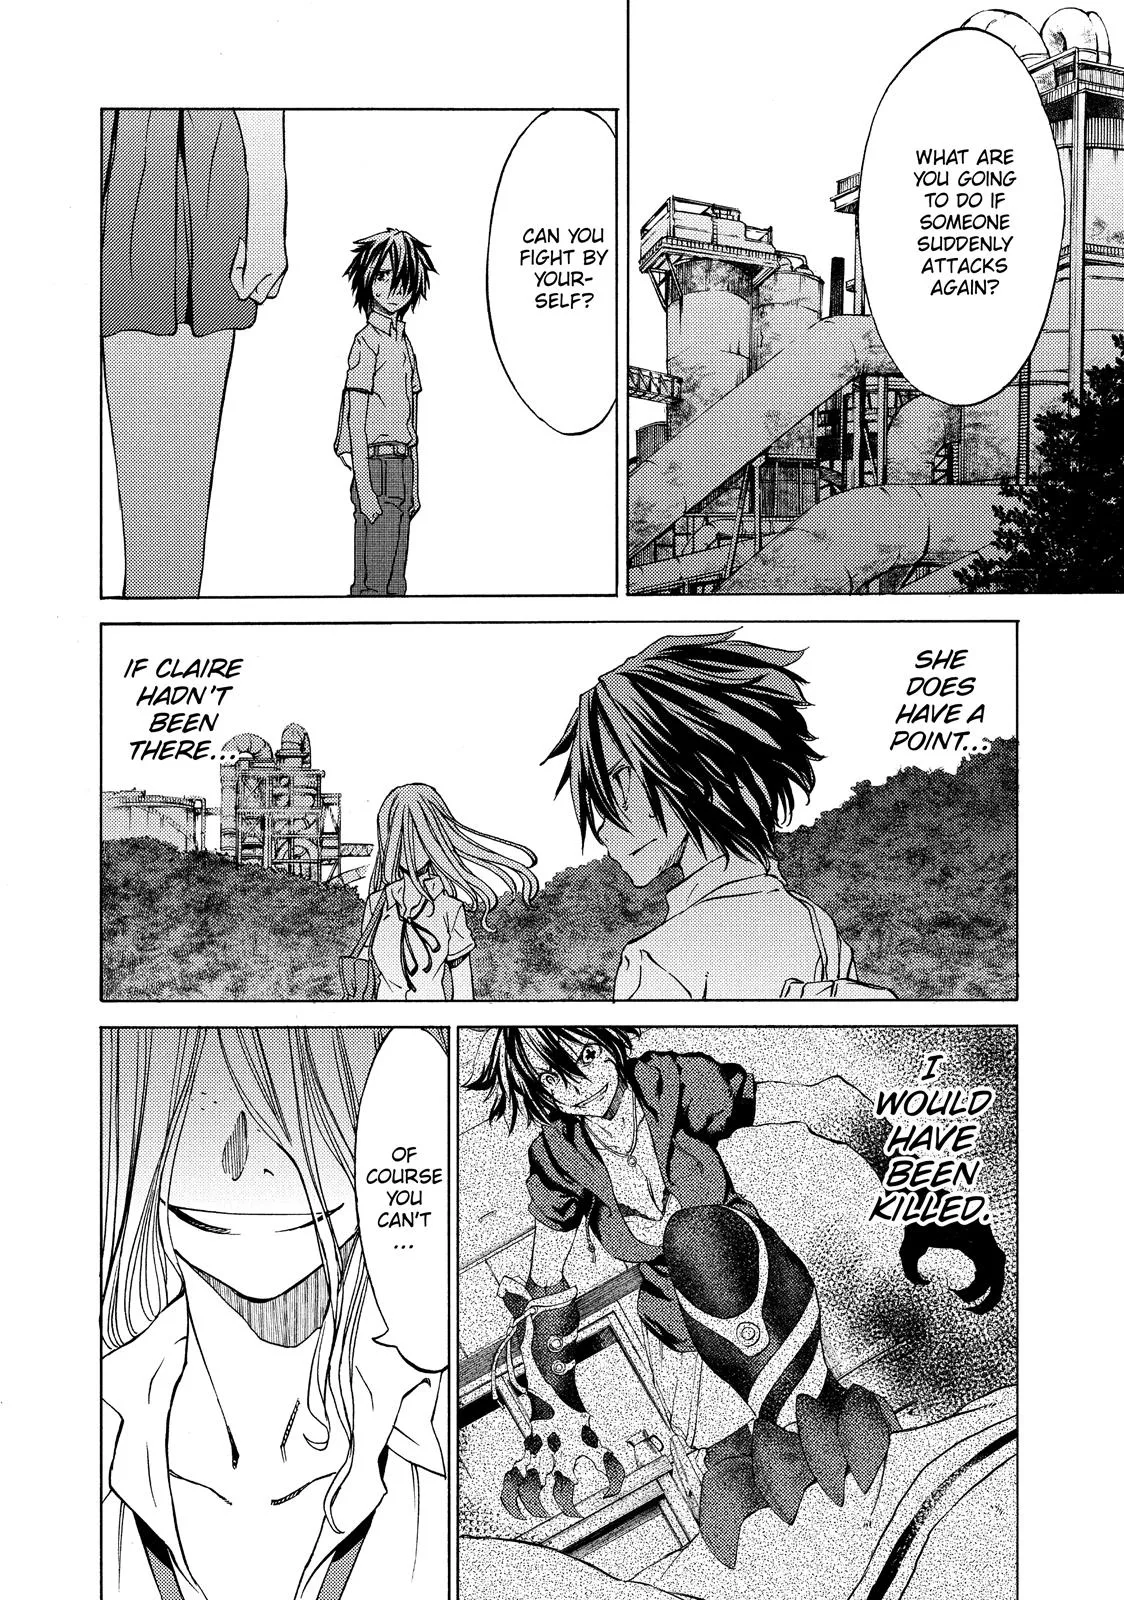 WHAT ARE
YOU GOING
TO DO IF
SOMEONE
SUDDENLY
ATTACKS
AGAIN?
CAN YOU
FIGHT BY
YOUR-
SELF?
SHE
DOES
HAVE A
POINT...
IF CLAIRE
HADN'T
BEEN
THERE...
I
WOULD
HAVE
BEEN
KILLED.
OF
COURSE
YOU
CAN'T
...